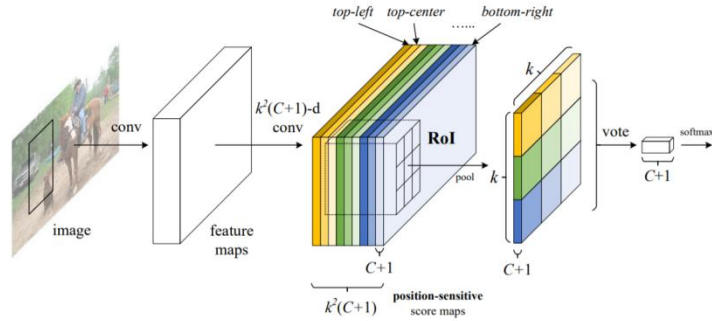 top-left
top-center
......
bottom-right
k²(C+1)-d
conv
conv
image
feature
maps
RoI
pool
C+1
k²(C+1)
position-sensitive
score maps
k
k
C+1
vote
C+1
softmax